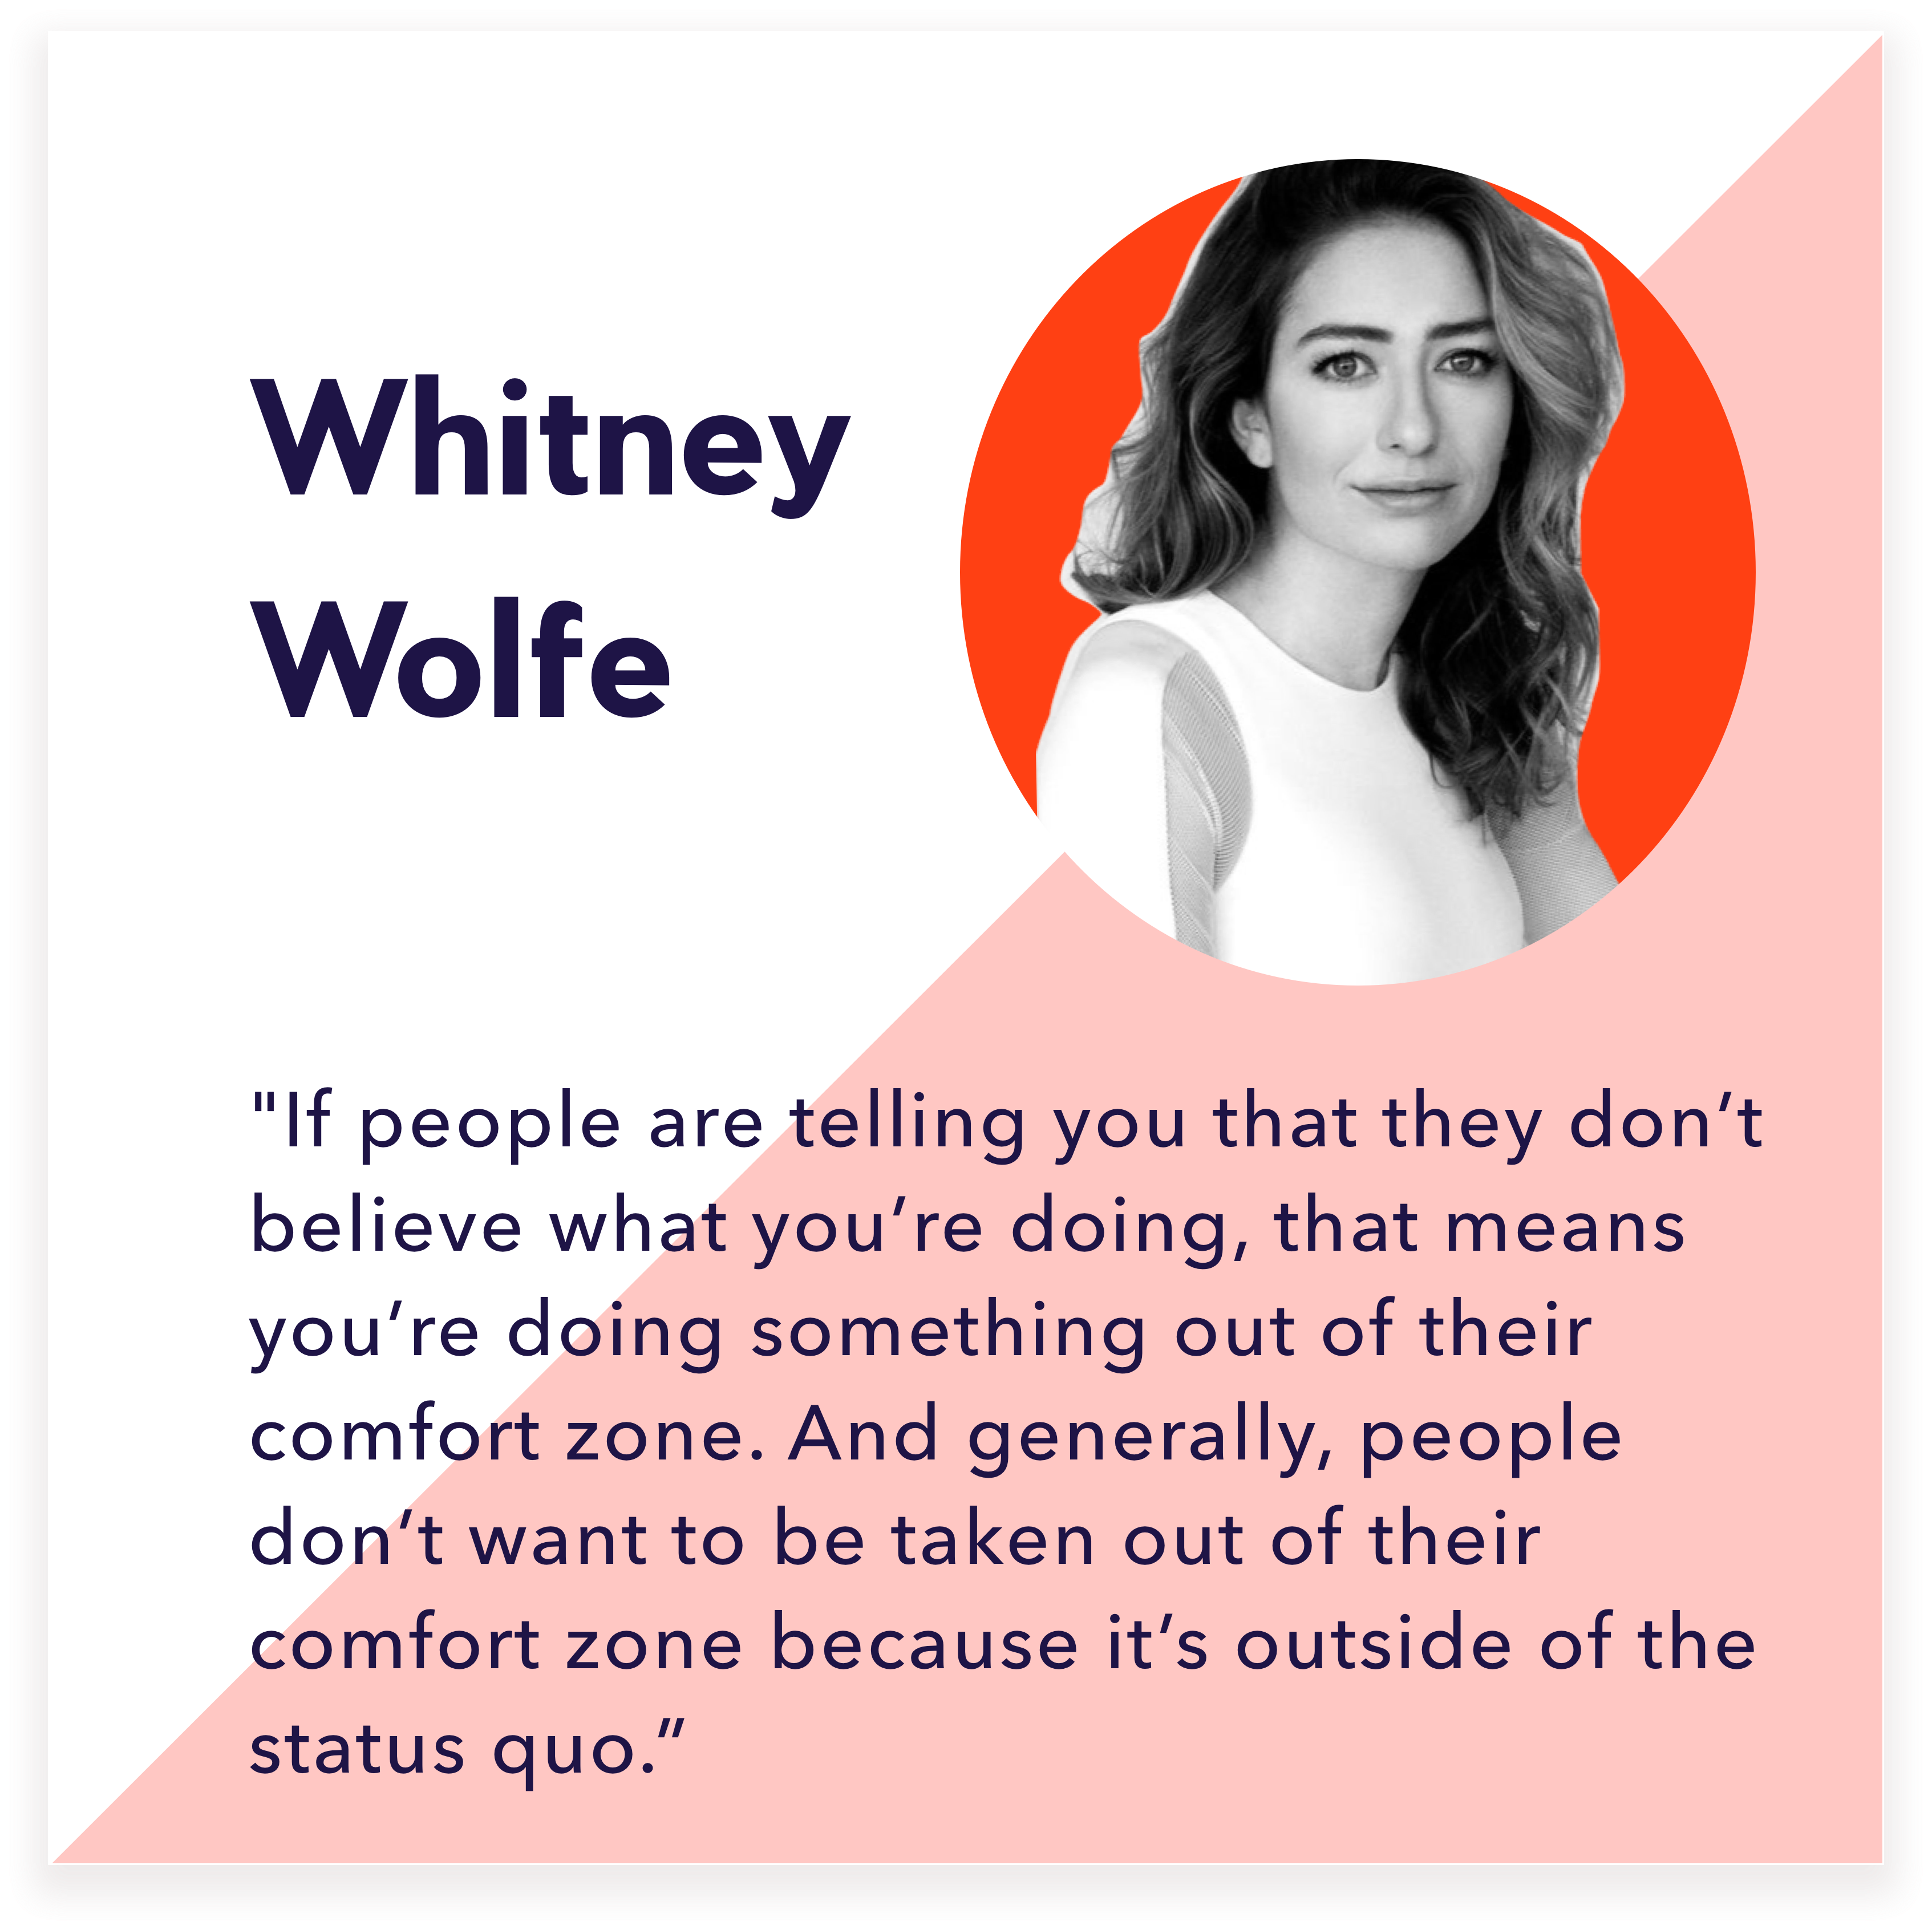 Whitney
Wolfe
"If people are telling you that they don’t
believe what you’re doing, that means
you’re doing something out of their
comfort zone. And generally, people
don’t want to be taken out of their
comfort zone because it’s outside of the
status quo.”